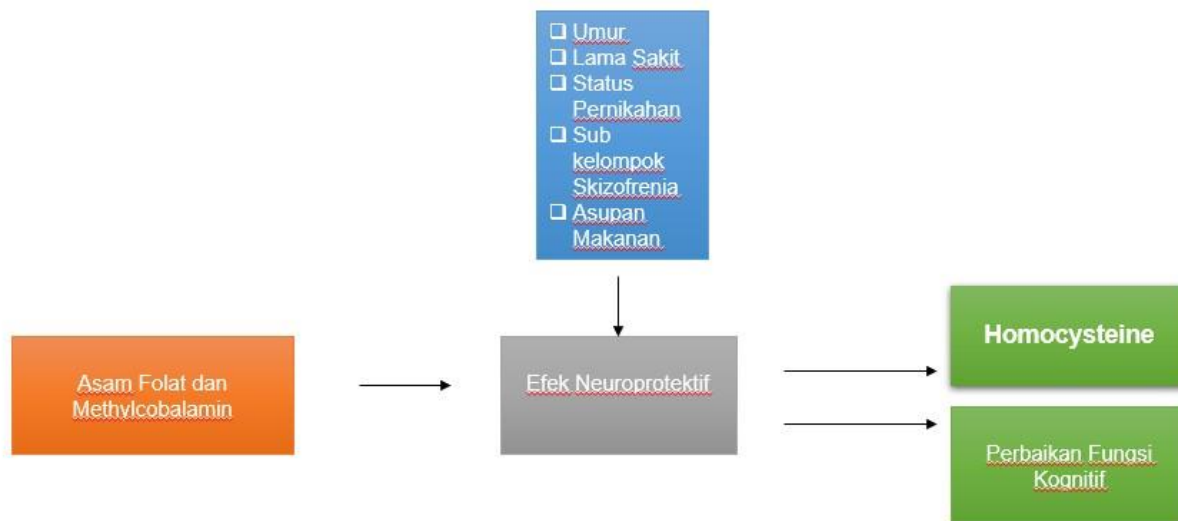 ❑ Umur
❑ Lama Sakit
❑ Status
Pernikahan
❑ Sub
kelompok
Skizofrenia
❑ Asupan
Makanan
Asam Folat dan
Methylcobalamin
Efek Neuroprotektif
Homocysteine
Perbaikan Fungsi
Kognitif